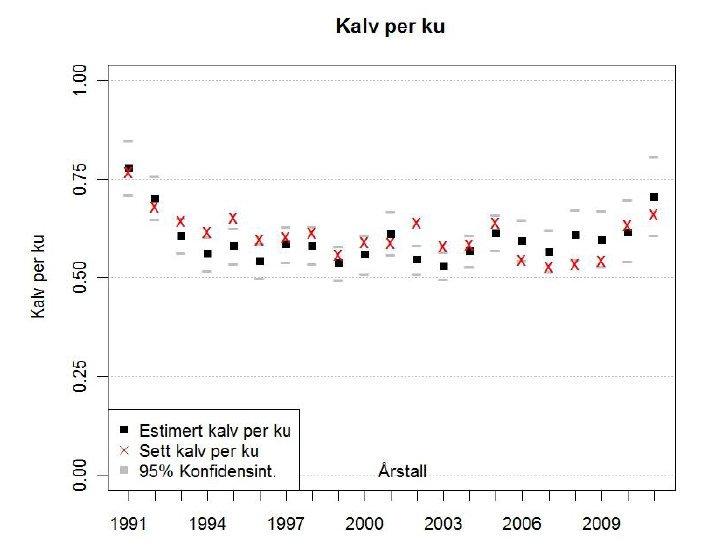 Kalv per ku
Kalv per ku
1.00
0.75
0.50
0.25
0.00
Estimert kalv per ku
Sett kalv per ku
95% Konfidensint.
Årstall
1991 1994 1997 2000 2003 2006 2009